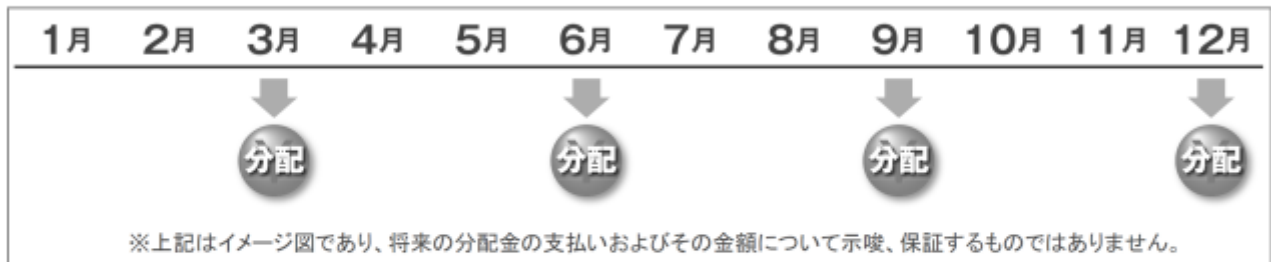 1月 2月 3月 4月 5月 6月 7月 8月 9月 10月 11月 12月
分配 分配 分配 分配
※上記はイメージ図であり、将来の分配金の支払いおよびその金額について示唆、保証するものではありません。